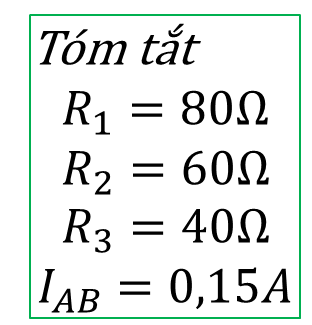 Tóm tắt
R₁ = 80Ω
R₂ = 60Ω
R₃ = 40Ω
I_AB = 0,15A